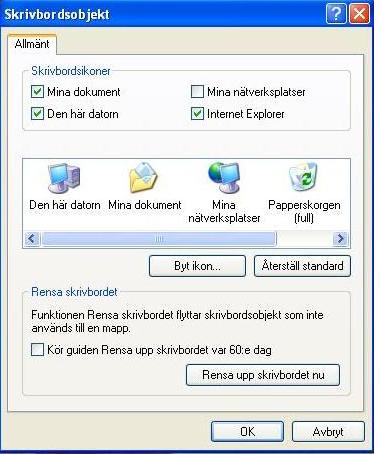 Skrivbordsobjekt
Allmänt
Skrivbordsikoner
Mina dokument
Mina nätverksplatser
Den här datorn
Internet Explorer
Den här datorn
Mina dokument
Mina nätverksplatser
Papperskorgen (full)
Byt ikon...
Återställ standard
Rensa skrivbordet
Funktionen Rensa skrivbordet flyttar skrivbordsobjekt som inte
används till en mapp.
Kör guiden Rensa upp skrivbordet var 60:e dag
Rensa upp skrivbordet nu
OK
Avbryt